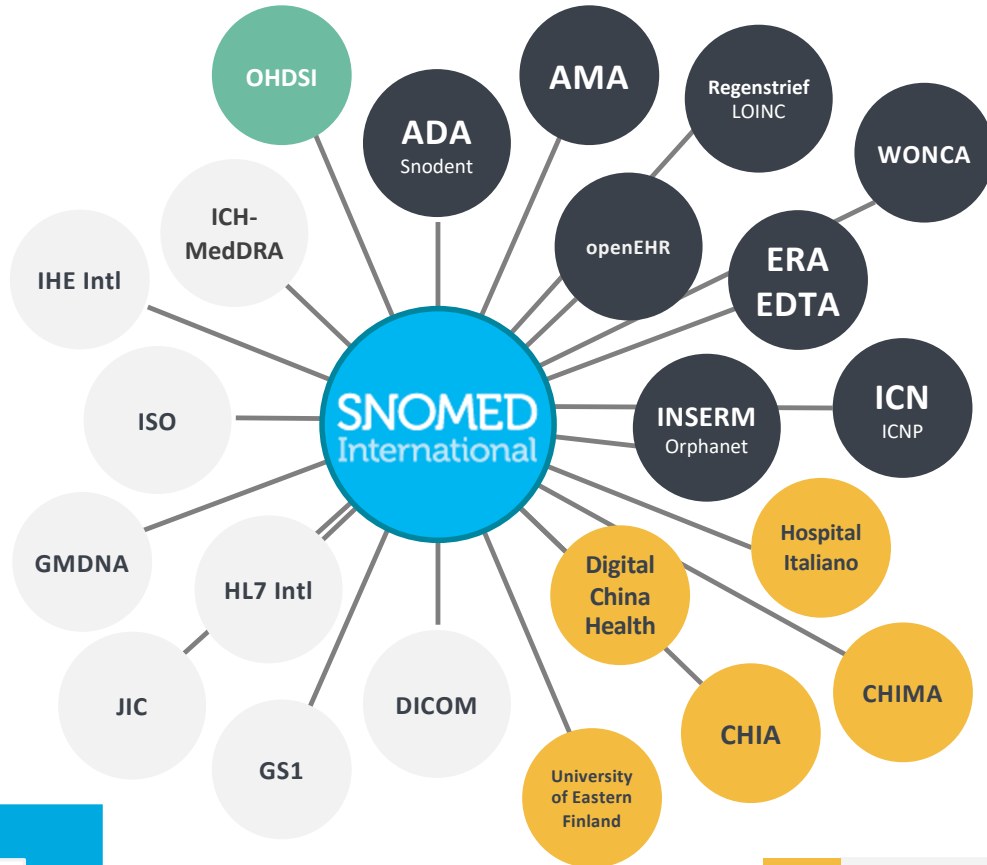 OHDSI
ADA
Snodent
AMA
Regenstrief
LOINC
WONCA
ICH-
MedDRA
openEHR
IHE Intl
ERA
EDTA
ISO
SNOMED
International
INSERM
Orphanet
ICN
ICNP
GMDNA
HL7 Intl
Digital
China
Health
Hospital
Italiano
JIC
GS1
DICOM
University
of Eastern
Finland
CHIA
CHIMA